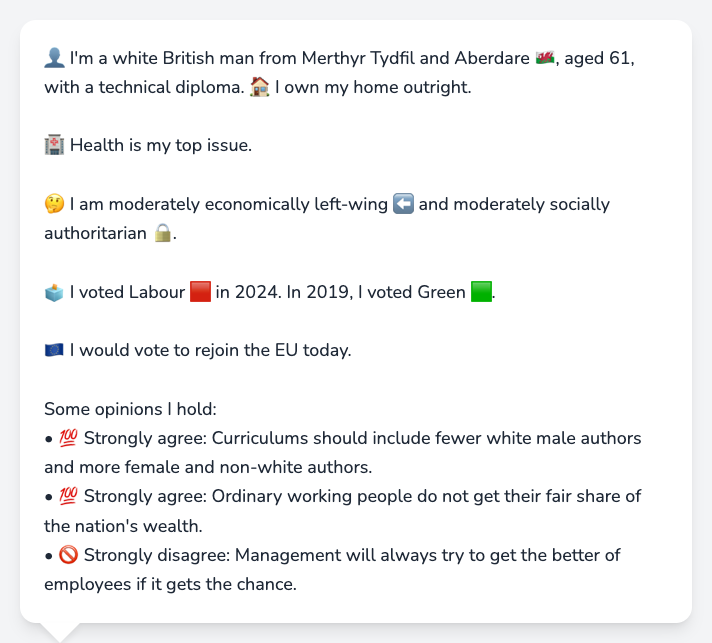 👤 I'm a white British man from Merthyr Tydfil and Aberdare 🏴󠁧󠁢󠁷󠁬󠁳󠁿, aged 61,
with a technical diploma. 🏠 I own my home outright.
🏥 Health is my top issue.
🤔 I am moderately economically left-wing ⬅️ and moderately socially
authoritarian 🔒.
🗳️ I voted Labour 🟥 in 2024. In 2019, I voted Green 🟩.
🇪🇺 I would vote to rejoin the EU today.
Some opinions I hold:
• 💯 Strongly agree: Curriculums should include fewer white male authors
and more female and non-white authors.
• 💯 Strongly agree: Ordinary working people do not get their fair share of
the nation's wealth.
• 🚫 Strongly disagree: Management will always try to get the better of
employees if it gets the chance.